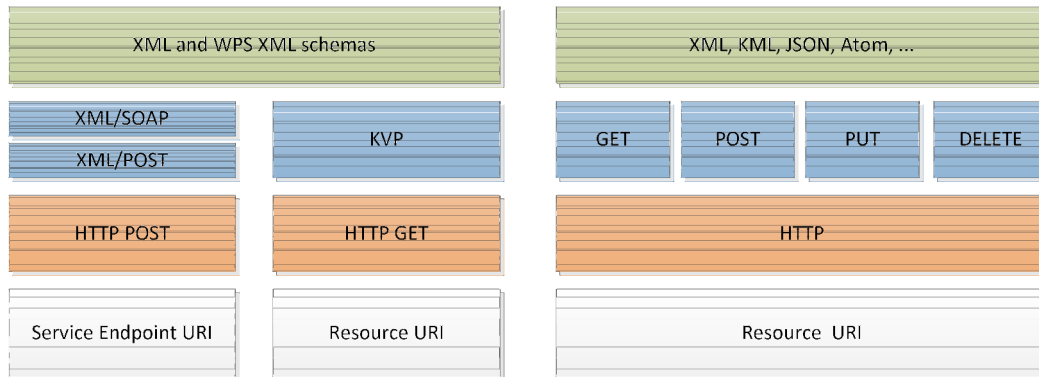 XML and WPS XML schemas
XML, KML, JSON, Atom, ...
XML/SOAP
XML/POST
KVP
GET
POST
PUT
DELETE
HTTP POST
HTTP GET
HTTP
Service Endpoint URI
Resource URI
Resource URI